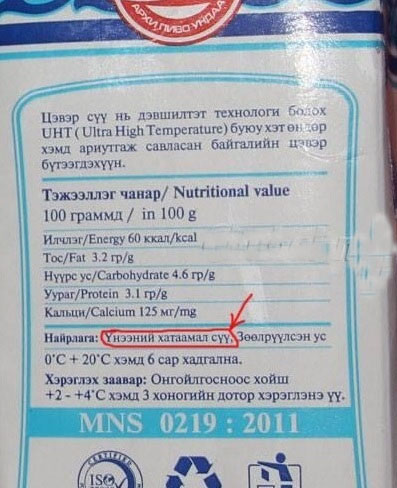 АРХИ, ПИВО, УНДАА
Цэвэр сүү нь дэвшилтэт технологи болох
UHT ( Ultra High Temperature) буюу хэт өндөр
хэмд ариутгаж савласан байгалийн цэвэр
бүтээгдэхүүн.
Тэжээллэг чанар/ Nutritional value
100 граммд / in 100 g
Илчлэг/Energy 60 ккал/kcal
Тос/Fat 3.2 гр/g
Нүүрс ус/Carbohydrate 4.6 гр/g
Уураг/Protein 3.1 гр/g
Кальци/Calcium 125 мг/mg
Найрлага: Үнээний хатаамал сүү, Зөөлрүүлсэн ус
0˚C + 20˚C хэмд 6 сар хадгална.
Хэрэглэх заавар: Онгойлгосноос хойш
+2 - +4˚C хэмд 3 хоногийн дотор хэрэглэнэ үү.
MNS 0219 : 2011
CERTIFIED
ISO